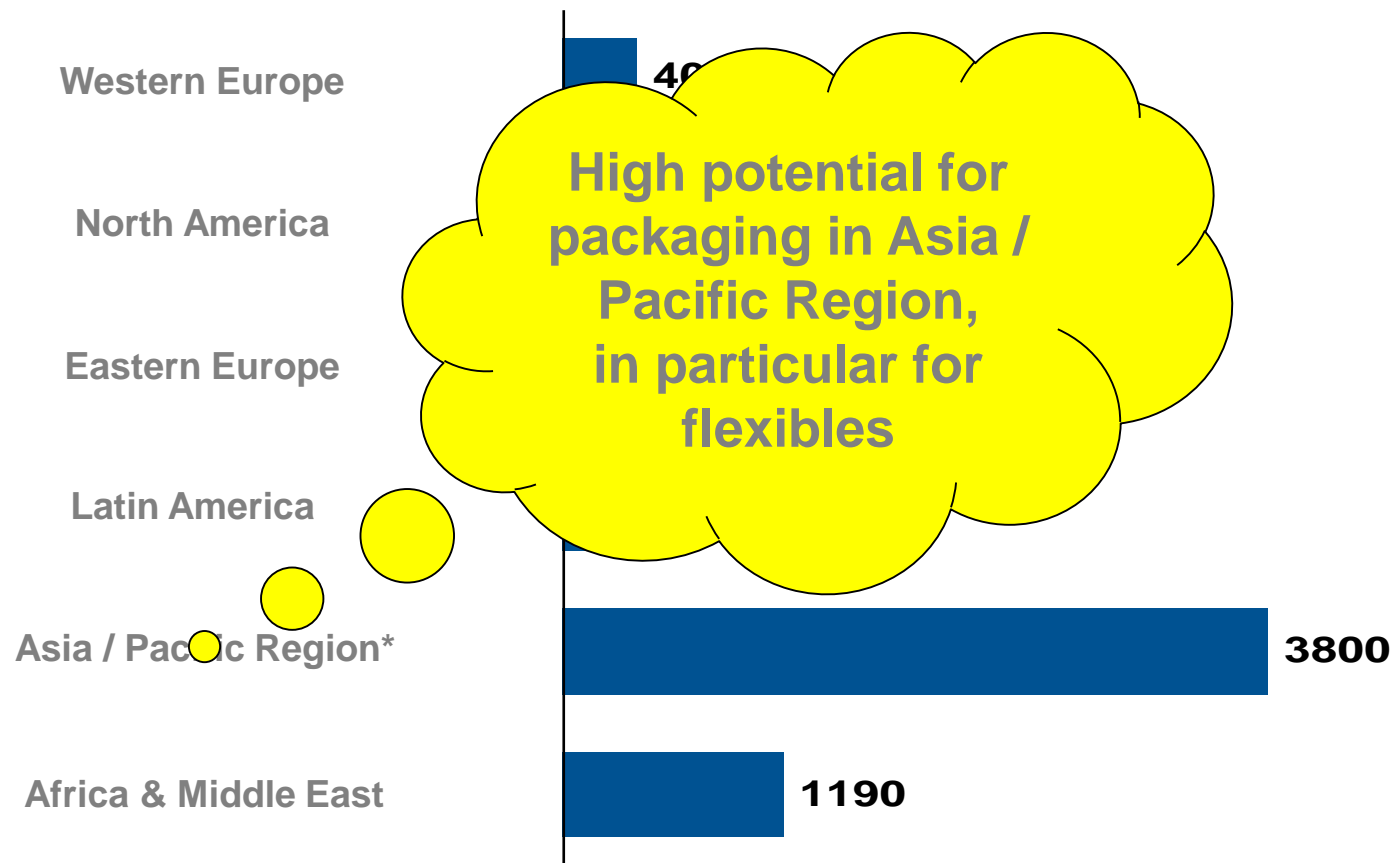 Western Europe
High potential for
packaging in Asia /
Pacific Region,
in particular for
flexibles
North America
Eastern Europe
Latin America
Asia / Region*
3800
Africa & Middle East
1190